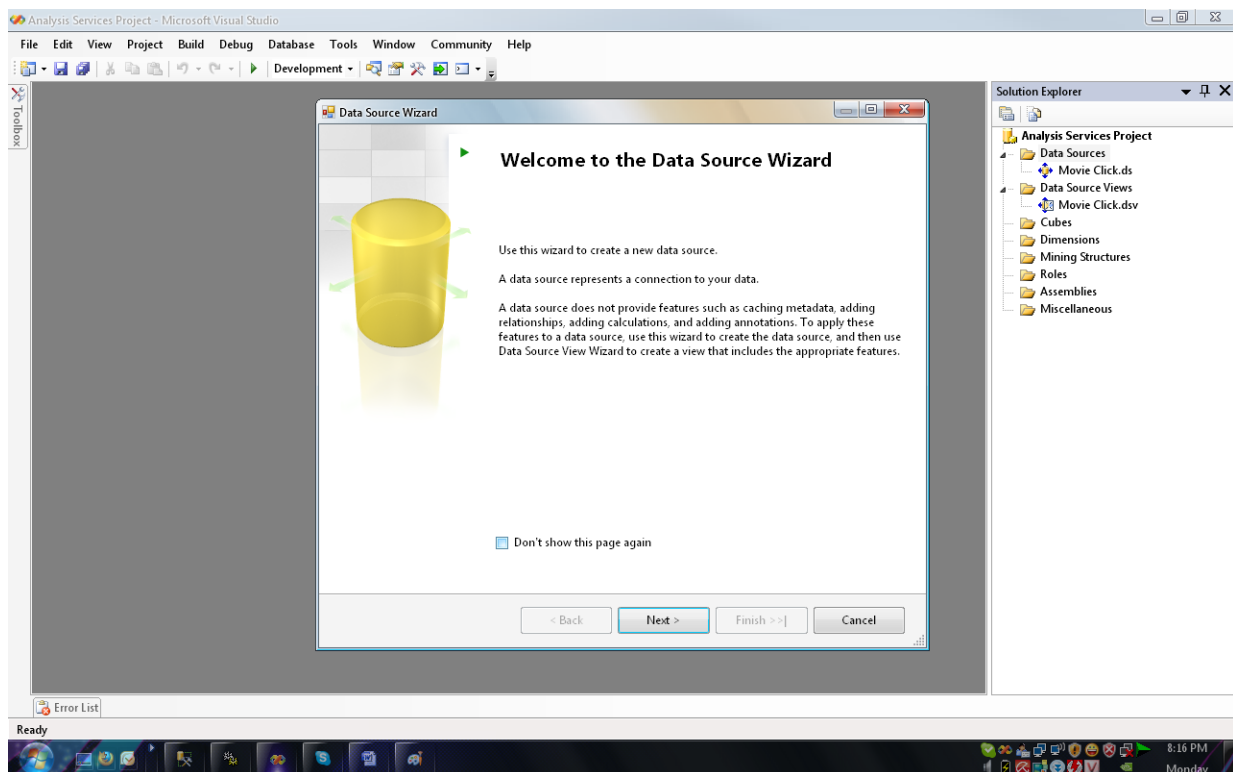 Analysis Services Project - Microsoft Visual Studio
File Edit View Project Build Debug Database Tools Window Community Help
Development
Toolbox
Data Source Wizard
Welcome to the Data Source Wizard
Use this wizard to create a new data source.
A data source represents a connection to your data.
A data source does not provide features such as caching metadata, adding
relationships, adding calculations, and adding annotations. To apply these
features to a data source, use this wizard to create the data source, and then use
Data Source View Wizard to create a view that includes the appropriate features.
Don't show this page again
< Back Next > Finish >>| Cancel
Solution Explorer
Analysis Services Project
Data Sources
Movie Click.ds
Data Source Views
Movie Click.dsv
Cubes
Dimensions
Mining Structures
Roles
Assemblies
Miscellaneous
Error List
Ready
8:16 PM
Monday